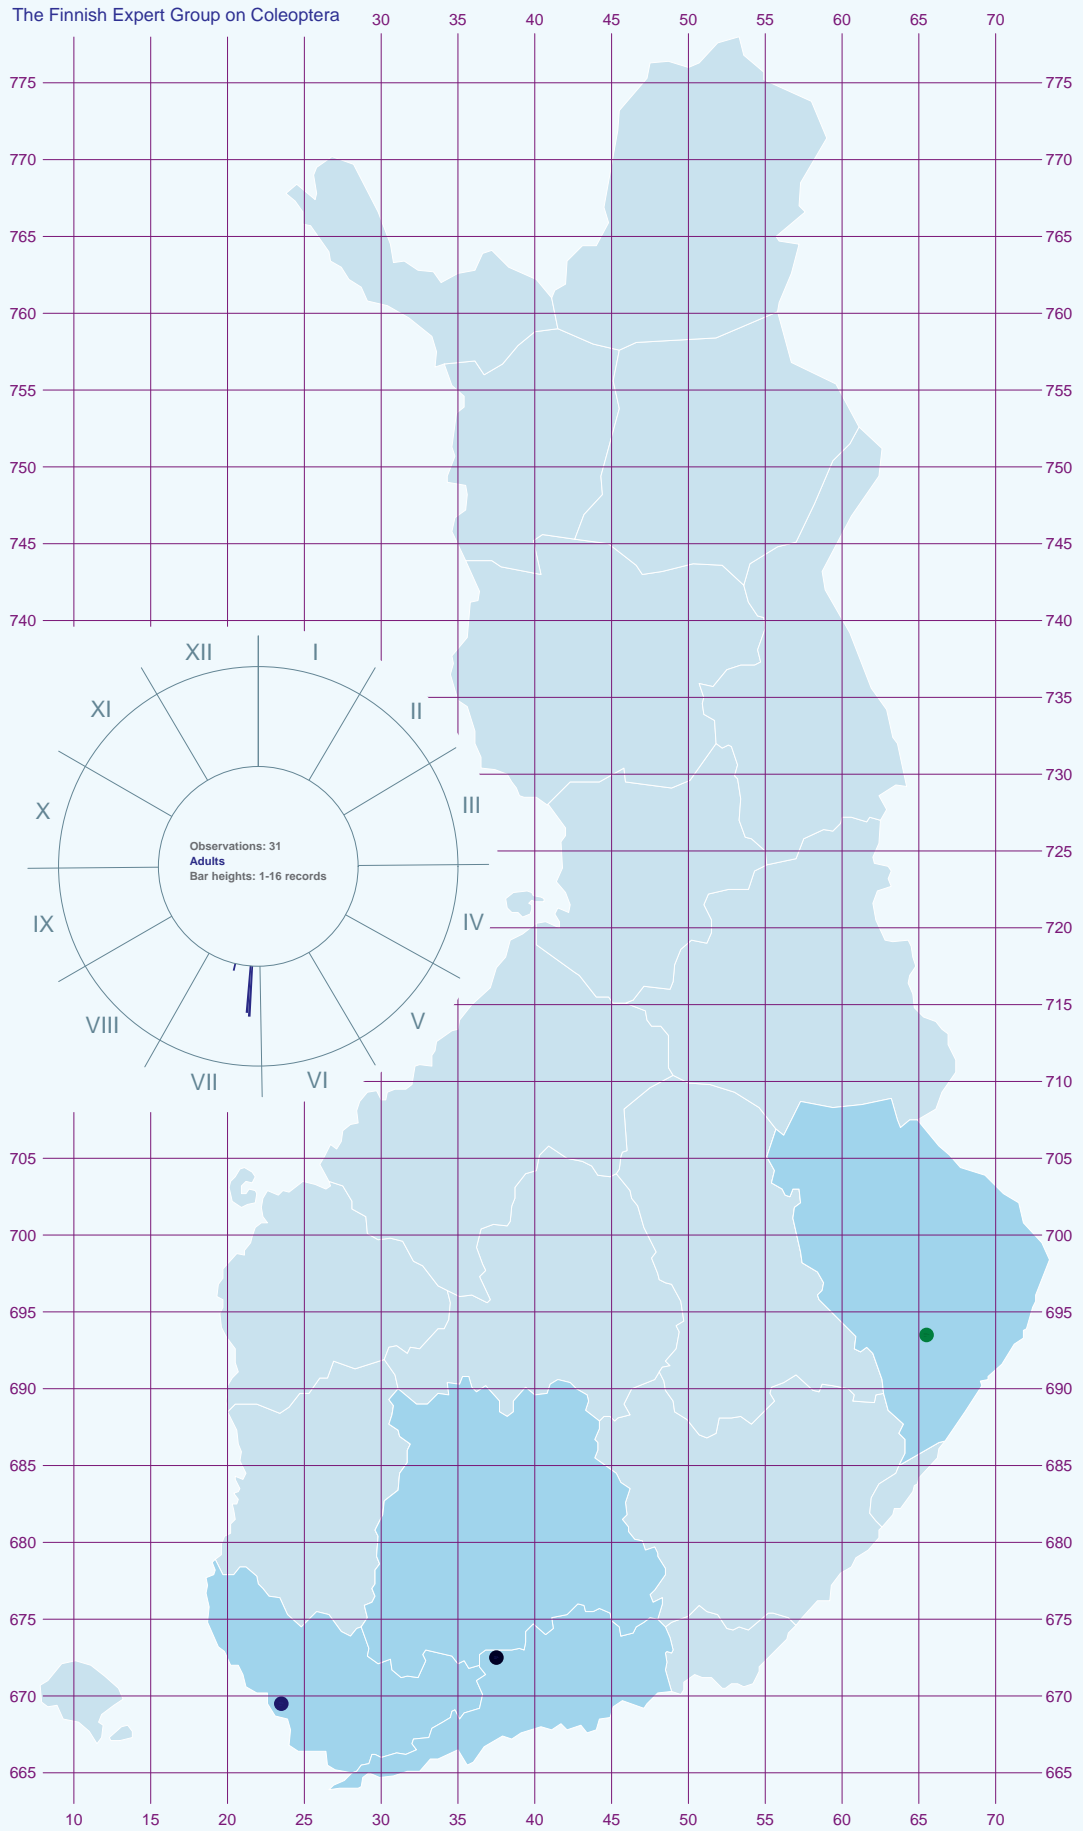 The Finnish Expert Group on Coleoptera
30 35 40 45 50 55 60 65 70
775 775
770 770
765 765
760 760
755 755
750 750
745 745
740 740
XII I
XI II
735
730
X III
725
Observations: 31
Adults
Bar heights: 1-16 records
IX IV
720
715
VIII V
VII VI
710
705 705
700 700
695 695
690 690
685 685
680 680
675 675
670 670
665 665
10 15 20 25 30 35 40 45 50 55 60 65 70